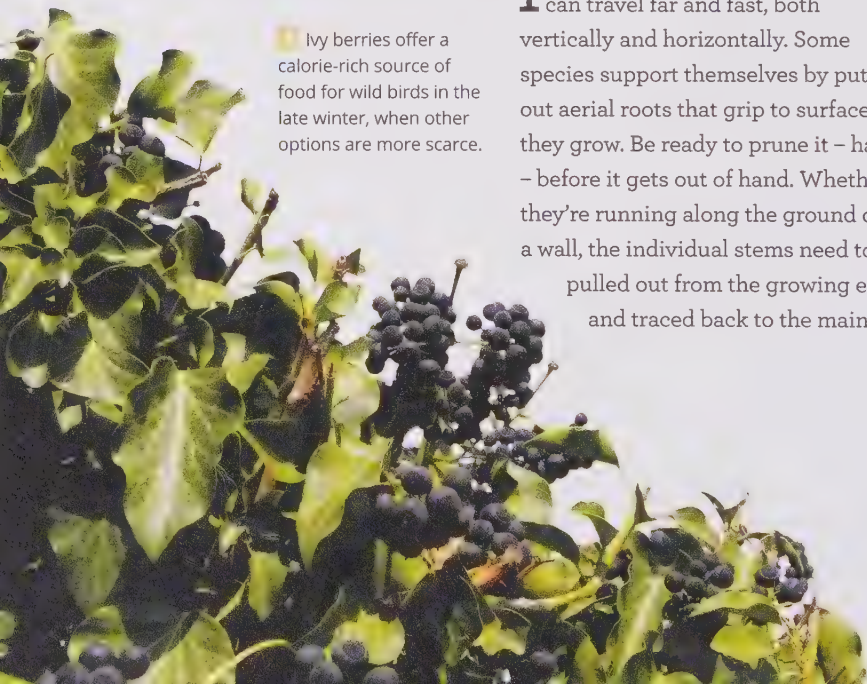 Ivy berries offer a
calorie-rich source of
food for wild birds in the
late winter, when other
options are more scarce.
can travel far and fast, both
vertically and horizontally. Some
species support themselves by put
out aerial roots that grip to surface
they grow. Be ready to prune it – ha
– before it gets out of hand. Wheth
they're running along the ground o
a wall, the individual stems need to
pulled out from the growing e
and traced back to the main